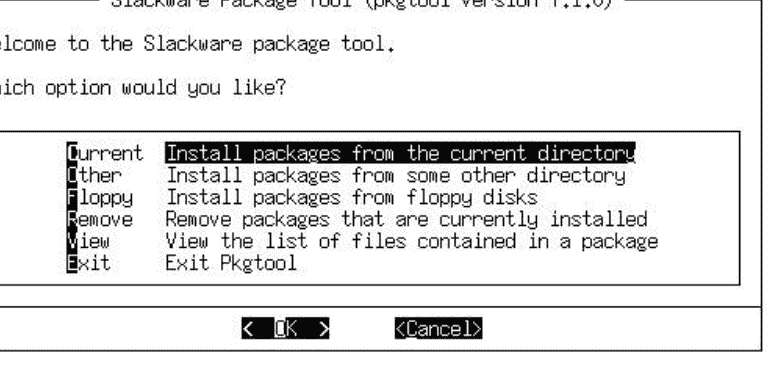 Slackware Package Tool (pkgtool version 1.1.0)
elcome to the Slackware package tool.
ich option would you like?
Current Install packages from the current directory
Other Install packages from some other directory
Floppy Install packages from floppy disks
Remove Remove packages that are currently installed
View View the list of files contained in a package
Exit Exit Pkgtool
< OK > <Cancel>